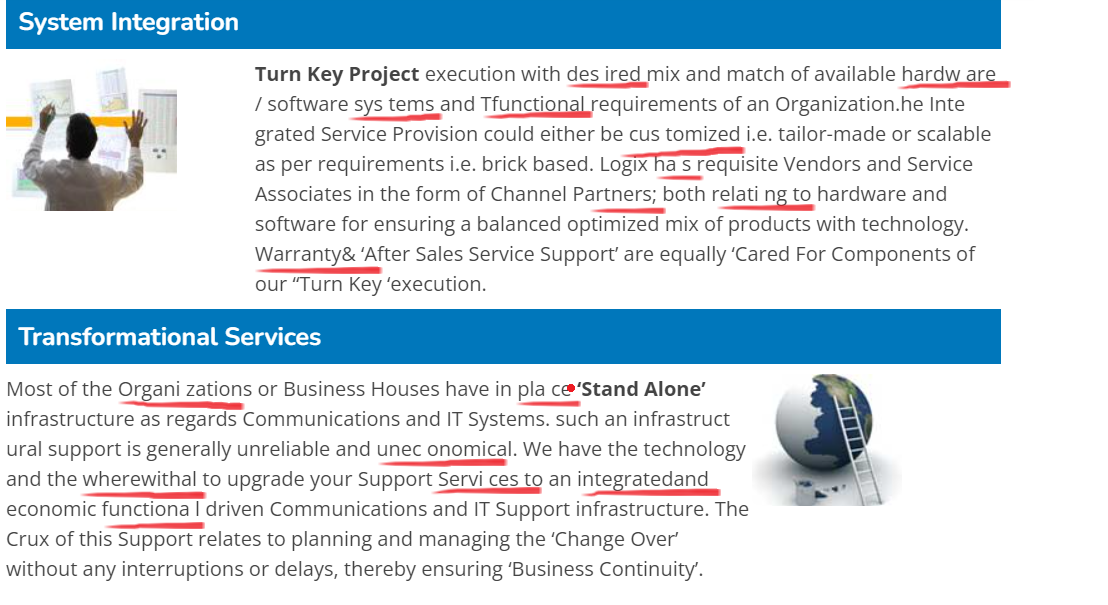 System Integration
Turn Key Project execution with des ired mix and match of available hardw are
/ software sys tems and Tfunctional requirements of an Organization.he Inte
grated Service Provision could either be cus tomized i.e. tailor-made or scalable
as per requirements i.e. brick based. Logix ha s requisite Vendors and Service
Associates in the form of Channel Partners; both relati ng to hardware and
software for ensuring a balanced optimized mix of products with technology.
Warranty& ‘After Sales Service Support’ are equally ‘Cared For Components of
our “Turn Key ‘execution.
Transformational Services
Most of the Organi zations or Business Houses have in pla ce ‘Stand Alone’
infrastructure as regards Communications and IT Systems. such an infrastruct
ural support is generally unreliable and unec onomical. We have the technology
and the wherewithal to upgrade your Support Servi ces to an integratedand
economic functiona l driven Communications and IT Support infrastructure. The
Crux of this Support relates to planning and managing the ‘Change Over’
without any interruptions or delays, thereby ensuring ‘Business Continuity’.